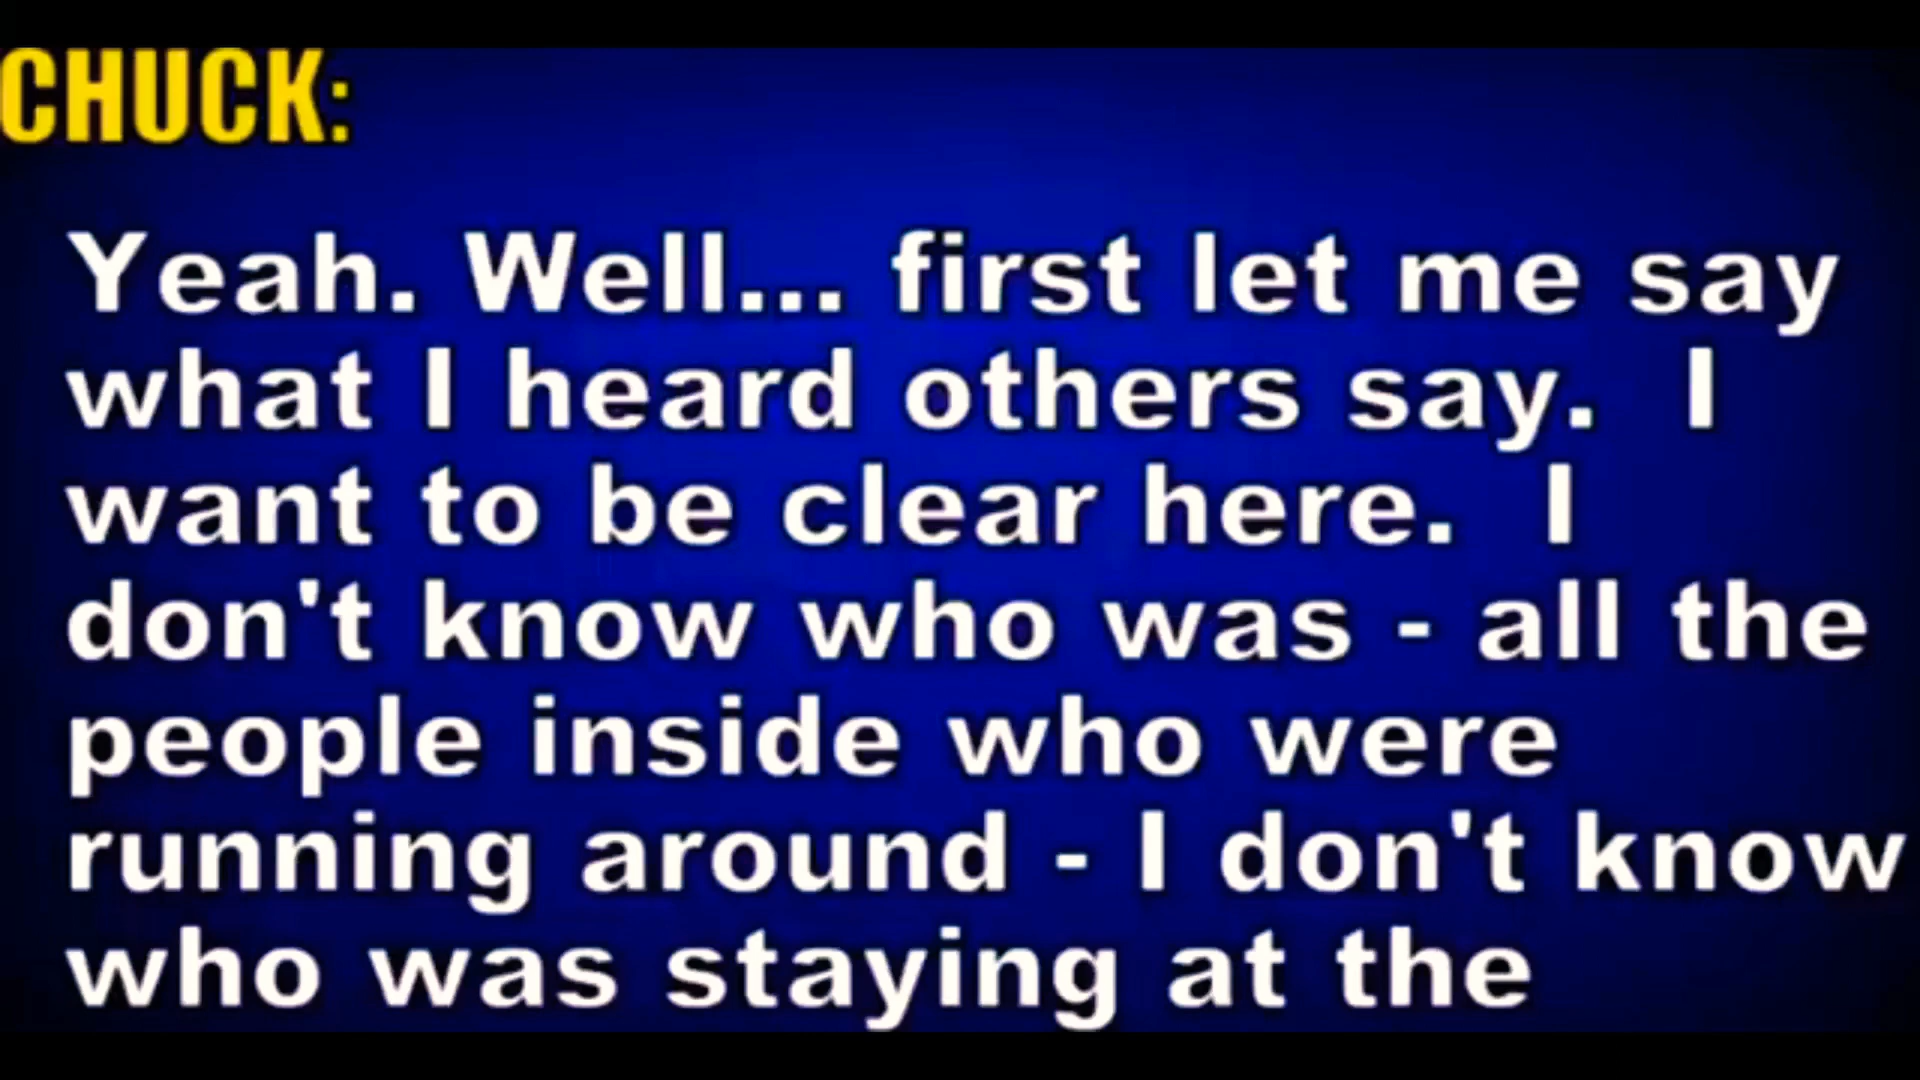 CHUCK:
Yeah. Well... first let me say
what I heard others say.  I
want to be clear here.  I
don't know who was - all the
people inside who were
running around - I don't know
who was staying at the